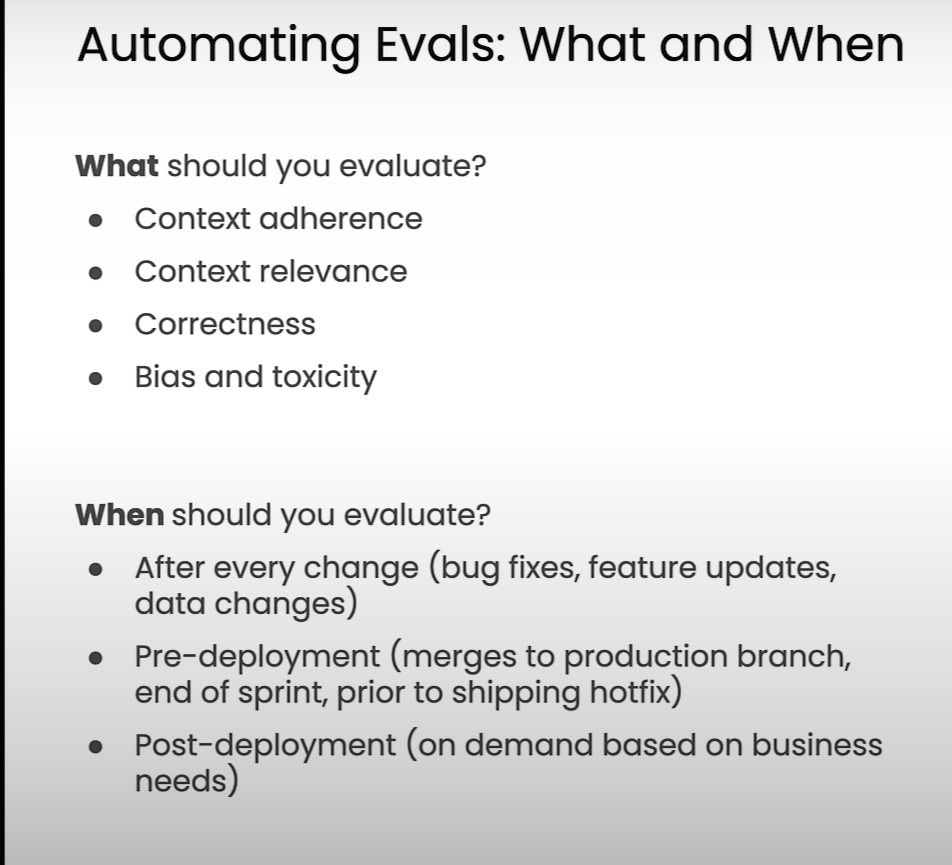 Automating Evals: What and When
What should you evaluate?
● Context adherence
● Context relevance
● Correctness
● Bias and toxicity
When should you evaluate?
● After every change (bug fixes, feature updates,
data changes)
● Pre-deployment (merges to production branch,
end of sprint, prior to shipping hotfix)
● Post-deployment (on demand based on business
needs)